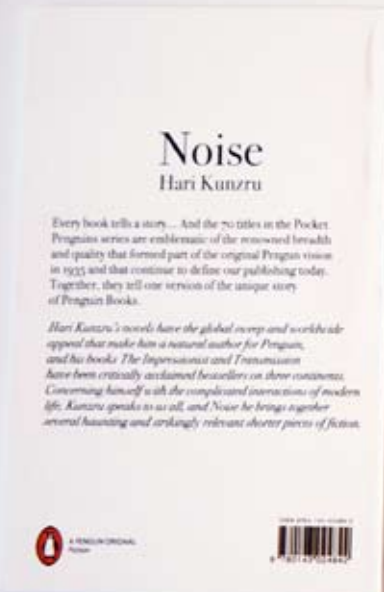 Noise
Hari Kunzru
Every book tells a story... And the 70 titles in the Pocket
Penguins series are emblematic of the renowned breadth
and quality that formed part of the original Penguin vision
in 1935 and that continue to define our publishing today.
Together, they tell one version of the unique story
of Penguin Books.
Hari Kunzru's novels have the global sweep and worldwide
appeal that make him a natural author for Penguin,
and his books The Impressionist and Transmission
have been critically acclaimed bestsellers on three continents.
Concerning himself with the complicated interactions of modern
life, Kunzru speaks to us all, and Noise he brings together
several haunting and strikingly relevant shorter pieces of fiction.
A PENGUIN ORIGINAL
Fiction